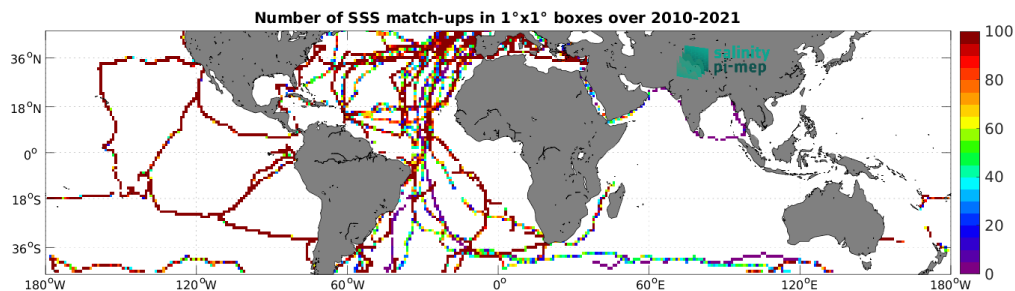 Number of SSS match-ups in 1°x1° boxes over 2010-2021
salinity
pi-mep
36°N
18°N
0°
18°S
36°S
180°W
120°W
60°W
0°
60°E
120°E
180°W
100
80
60
40
20
0